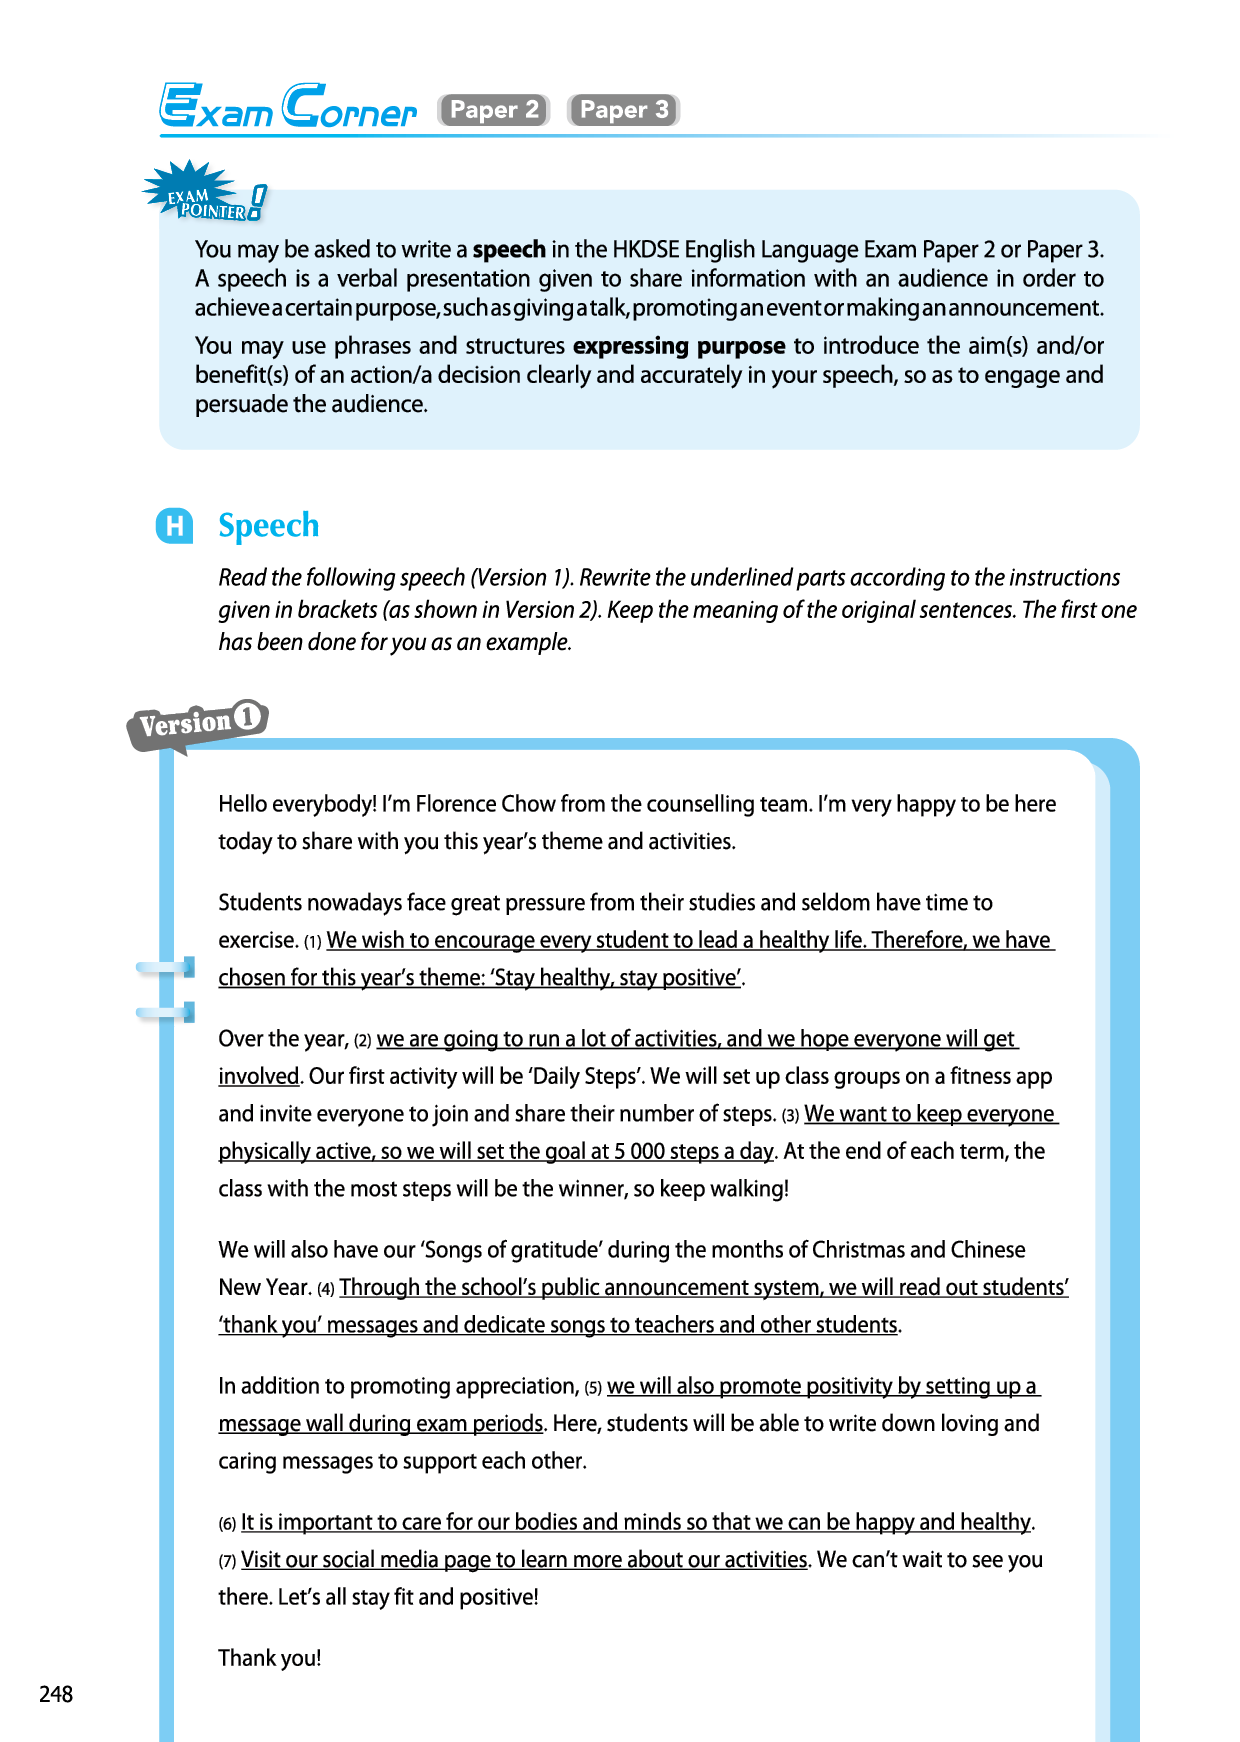 Exam Corner Paper 2 Paper 3
EXAM
POINTER!
You may be asked to write a speech in the HKDSE English Language Exam Paper 2 or Paper 3.
A speech is a verbal presentation given to share information with an audience in order to
achieve a certain purpose, such as giving a talk, promoting an event or making an announcement.
You may use phrases and structures expressing purpose to introduce the aim(s) and/or
benefit(s) of an action/a decision clearly and accurately in your speech, so as to engage and
persuade the audience.
H Speech
Read the following speech (Version 1). Rewrite the underlined parts according to the instructions
given in brackets (as shown in Version 2). Keep the meaning of the original sentences. The first one
has been done for you as an example.
Version 1
Hello everybody! I'm Florence Chow from the counselling team. I'm very happy to be here
today to share with you this year's theme and activities.
Students nowadays face great pressure from their studies and seldom have time to
exercise. (1) We wish to encourage every student to lead a healthy life. Therefore, we have
chosen for this year's theme: 'Stay healthy, stay positive'.
Over the year, (2) we are going to run a lot of activities, and we hope everyone will get
involved. Our first activity will be 'Daily Steps'. We will set up class groups on a fitness app
and invite everyone to join and share their number of steps. (3) We want to keep everyone
physically active, so we will set the goal at 5 000 steps a day. At the end of each term, the
class with the most steps will be the winner, so keep walking!
We will also have our 'Songs of gratitude' during the months of Christmas and Chinese
New Year. (4) Through the school's public announcement system, we will read out students'
'thank you' messages and dedicate songs to teachers and other students.
In addition to promoting appreciation, (5) we will also promote positivity by setting up a
message wall during exam periods. Here, students will be able to write down loving and
caring messages to support each other.
(6) It is important to care for our bodies and minds so that we can be happy and healthy.
(7) Visit our social media page to learn more about our activities. We can't wait to see you
there. Let's all stay fit and positive!
Thank you!
248